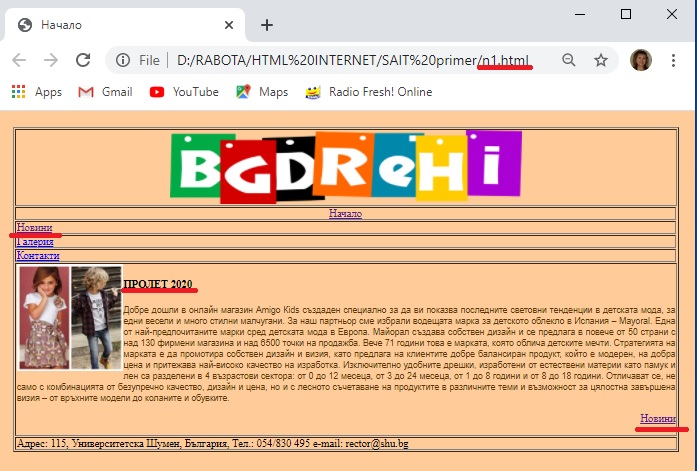 Начало
File
D:/RABOTA/HTML%20INTERNET/SAIT%20primer/n1.html
Apps Gmail YouTube Maps Radio Fresh! Online
BGDReHi
Начало
Новини
Галерия
Контакти
ПРОЛЕТ 2020
Добре дошли в онлайн магазин Amigo Kids създаден специално за да ви показва последните световни тенденции в детската мода, за
едни весели и много стилни малчугани. За наш партньор сме избрали водещата марка за детското облекло в Испания – Mayoral. Една
от най-предпочитаните марки сред детската мода в Европа. Майорал създава собствен дизайн и се предлага в повече от 50 страни с
над 130 фирмени магазина и над 6500 точки на продажба. Вече 71 години това е марката, която облича детските мечти. Стратегията на
марката е да промотира собствен дизайн и визия, като предлага на клиентите добре балансиран продукт, който е модерен, на добра
цена и притежава най-високо качество на изработка. Изключително удобните дрешки, изработени от естествени материи като памук и
лен са разделени в 4 възрастови сектора: от 0 до 12 месеца, от 3 до 24 месеца, от 1 до 8 години и от 8 до 18 години. Отличават се, не
само с комбинацията от безупречно качество, дизайн и цена, но и с лесното съчетаване на продуктите в различните теми и възможност за цялостна завършена
визия – от връхните модели до коланите и обувките.
Новини
Адрес: 115, Университетска Шумен, България, Тел.: 054/830 495 e-mail: rector@shu.bg